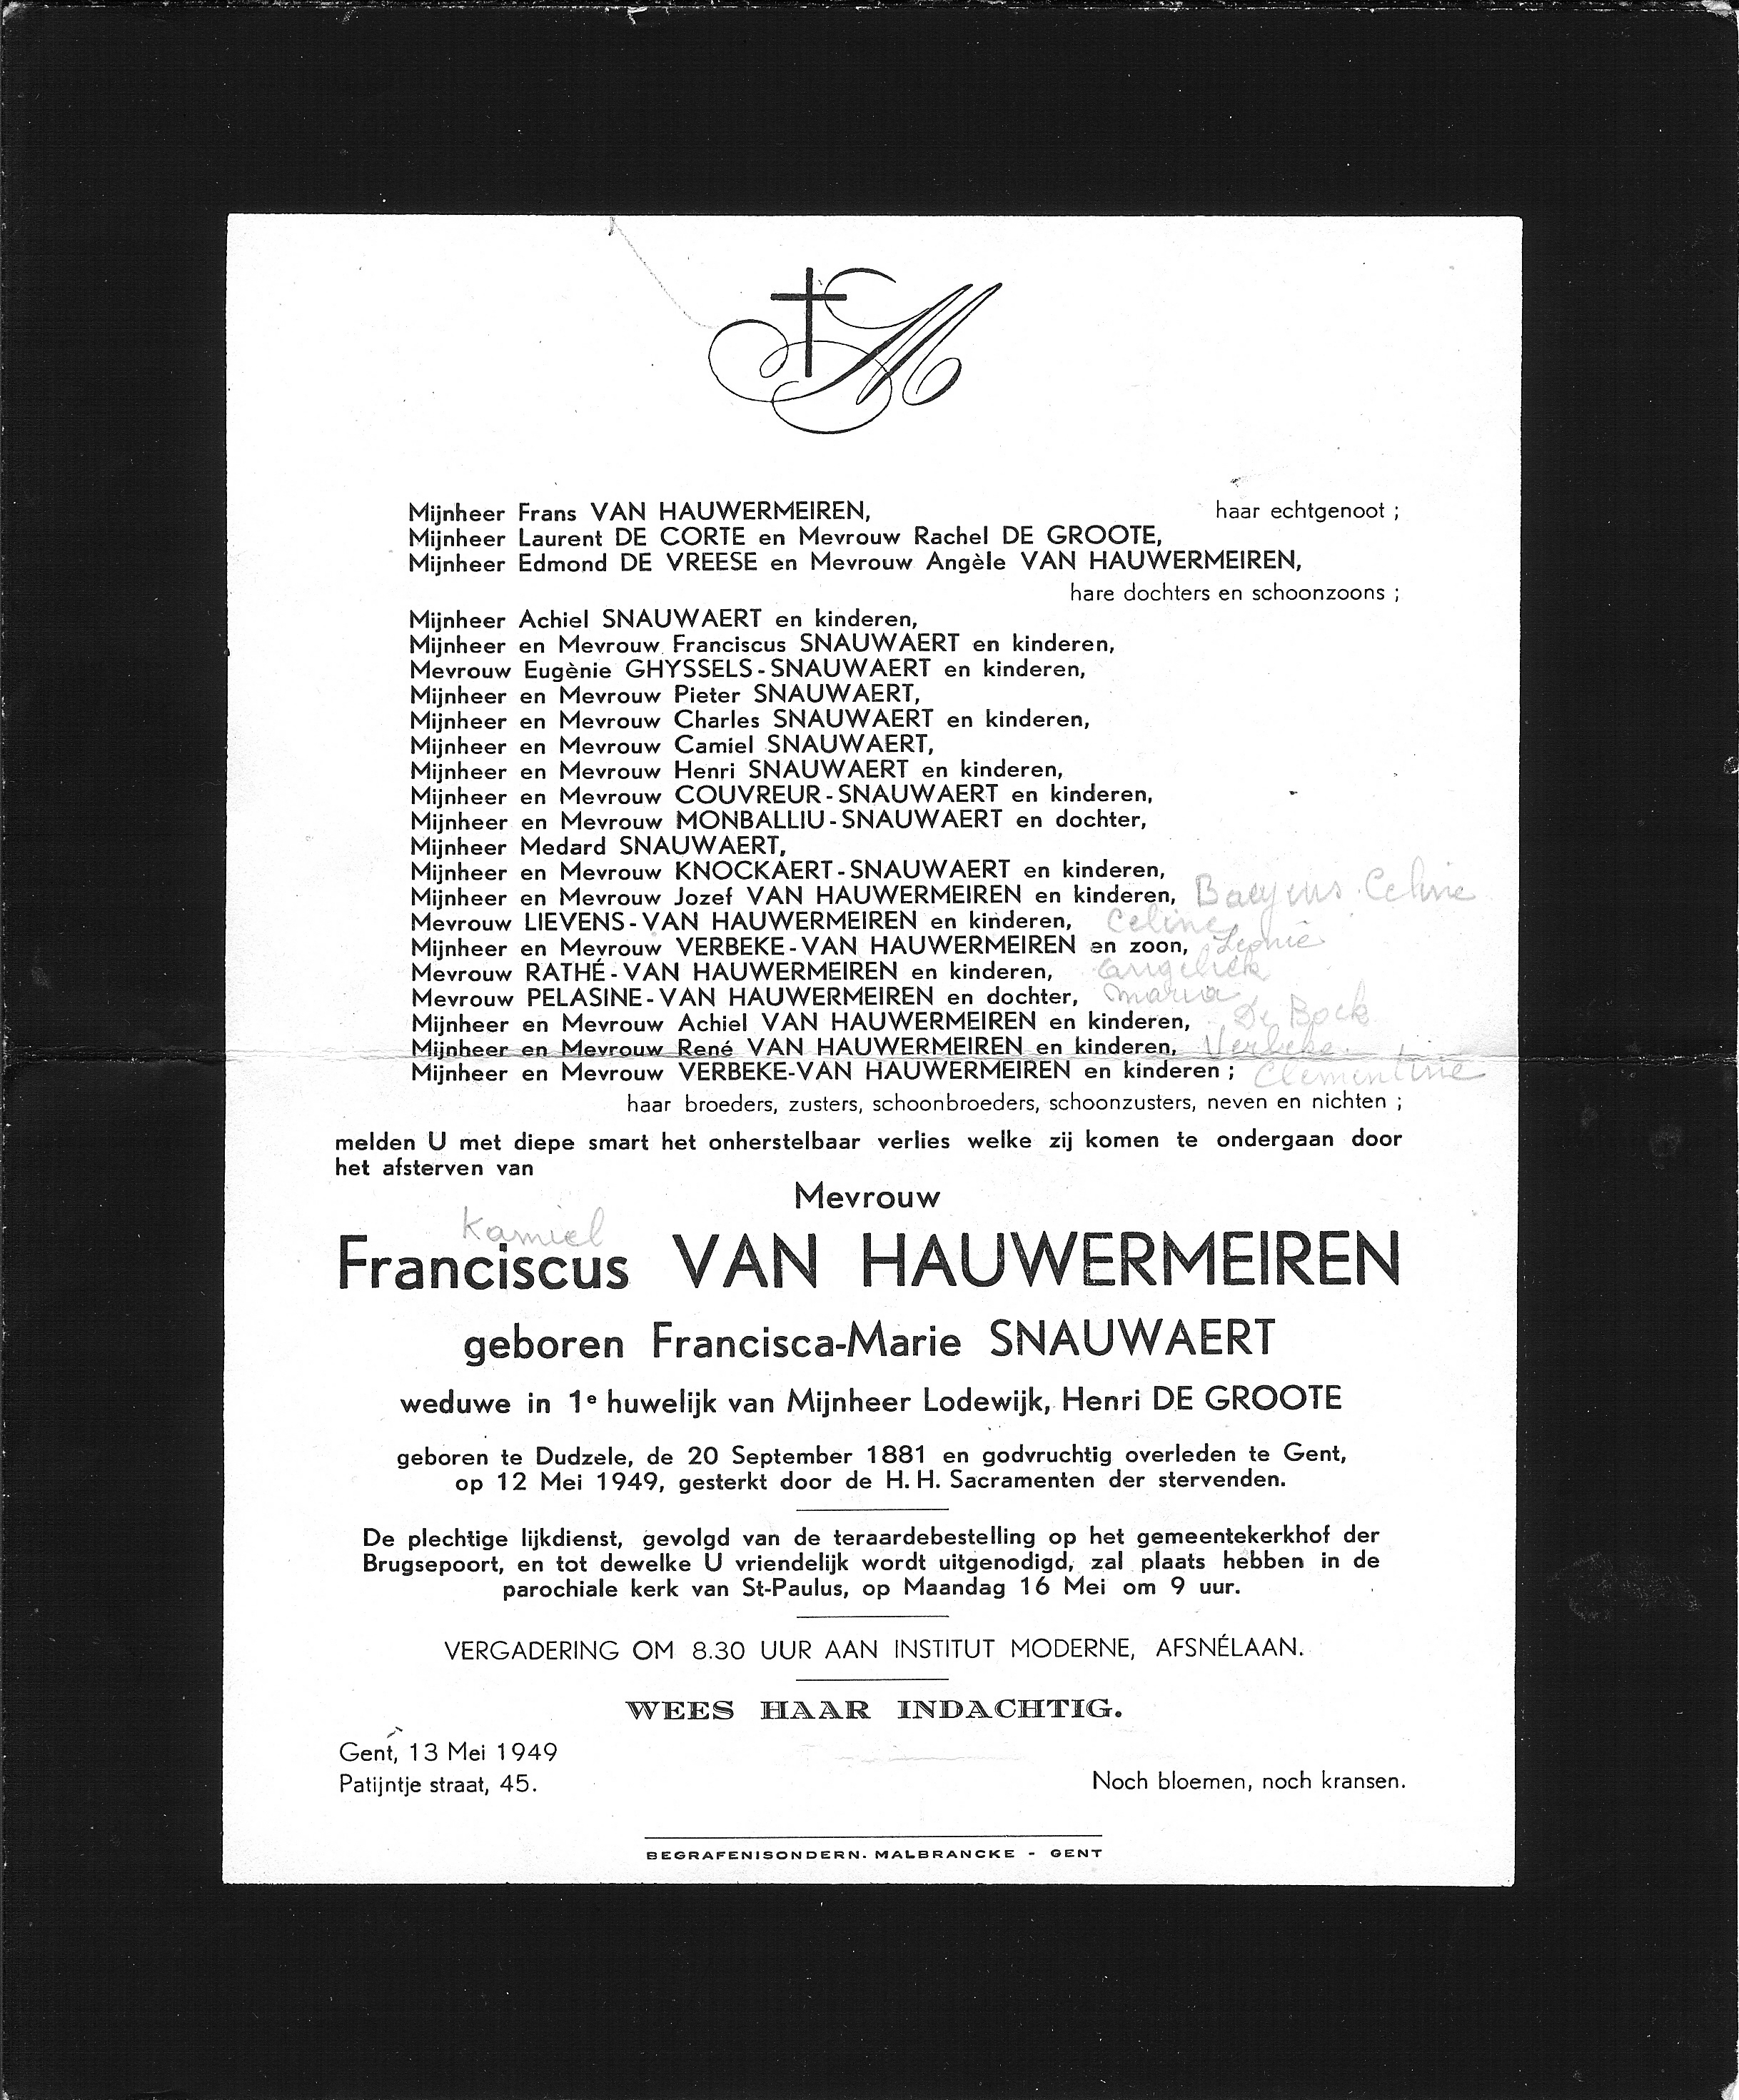 M
Mijnheer Frans VAN HAUWERMEIREN, haar echtgenoot ;
Mijnheer Laurent DE CORTE en Mevrouw Rachel DE GROOTE,
Mijnheer Edmond DE VREESE en Mevrouw Angèle VAN HAUWERMEIREN,
hare dochters en schoonzoons ;
Mijnheer Achiel SNAUWAERT en kinderen,
Mijnheer en Mevrouw Franciscus SNAUWAERT en kinderen,
Mevrouw Eugènie GHYSSELS-SNAUWAERT en kinderen,
Mijnheer en Mevrouw Pieter SNAUWAERT,
Mijnheer en Mevrouw Charles SNAUWAERT en kinderen,
Mijnheer en Mevrouw Camiel SNAUWAERT,
Mijnheer en Mevrouw Henri SNAUWAERT en kinderen,
Mijnheer en Mevrouw COUVREUR-SNAUWAERT en kinderen,
Mijnheer en Mevrouw MONBALLIU-SNAUWAERT en dochter,
Mijnheer Medard SNAUWAERT,
Mijnheer en Mevrouw KNOCKAERT-SNAUWAERT en kinderen,
Mijnheer en Mevrouw Jozef VAN HAUWERMEIREN en kinderen, Baeyens Celine
Mevrouw LIEVENS-VAN HAUWERMEIREN en kinderen, Celine
Mijnheer en Mevrouw VERBEKE-VAN HAUWERMEIREN en zoon, Leonie
Mevrouw RATHÉ-VAN HAUWERMEIREN en kinderen, Angeliek
Mevrouw PELASINE-VAN HAUWERMEIREN en dochter, Maria
Mijnheer en Mevrouw Achiel VAN HAUWERMEIREN en kinderen, De Bock
Mijnheer en Mevrouw René VAN HAUWERMEIREN en kinderen, Verbeke
Mijnheer en Mevrouw VERBEKE-VAN HAUWERMEIREN en kinderen ; Clementine
haar broeders, zusters, schoonbroeders, schoonzusters, neven en nichten ;
melden U met diepe smart het onherstelbaar verlies welke zij komen te ondergaan door
het afsterven van
Mevrouw
Kamiel
Franciscus VAN HAUWERMEIREN
geboren Francisca-Marie SNAUWAERT
weduwe in 1e huwelijk van Mijnheer Lodewijk, Henri DE GROOTE
geboren te Dudzele, de 20 September 1881 en godvruchtig overleden te Gent,
op 12 Mei 1949, gesterkt door de H. H. Sacramenten der stervenden.
De plechtige lijkdienst, gevolgd van de teraardebestelling op het gemeentekerkhof der
Brugsepoort, en tot dewelke U vriendelijk wordt uitgenodigd, zal plaats hebben in de
parochiale kerk van St-Paulus, op Maandag 16 Mei om 9 uur.
VERGADERING OM 8.30 UUR AAN INSTITUT MODERNE, AFSNÉLAAN.
WEES HAAR INDACHTIG.
Gent, 13 Mei 1949
Patijntje straat, 45.
Noch bloemen, noch kransen.
BEGRAFENISONDERN. MALBRANCKE - GENT